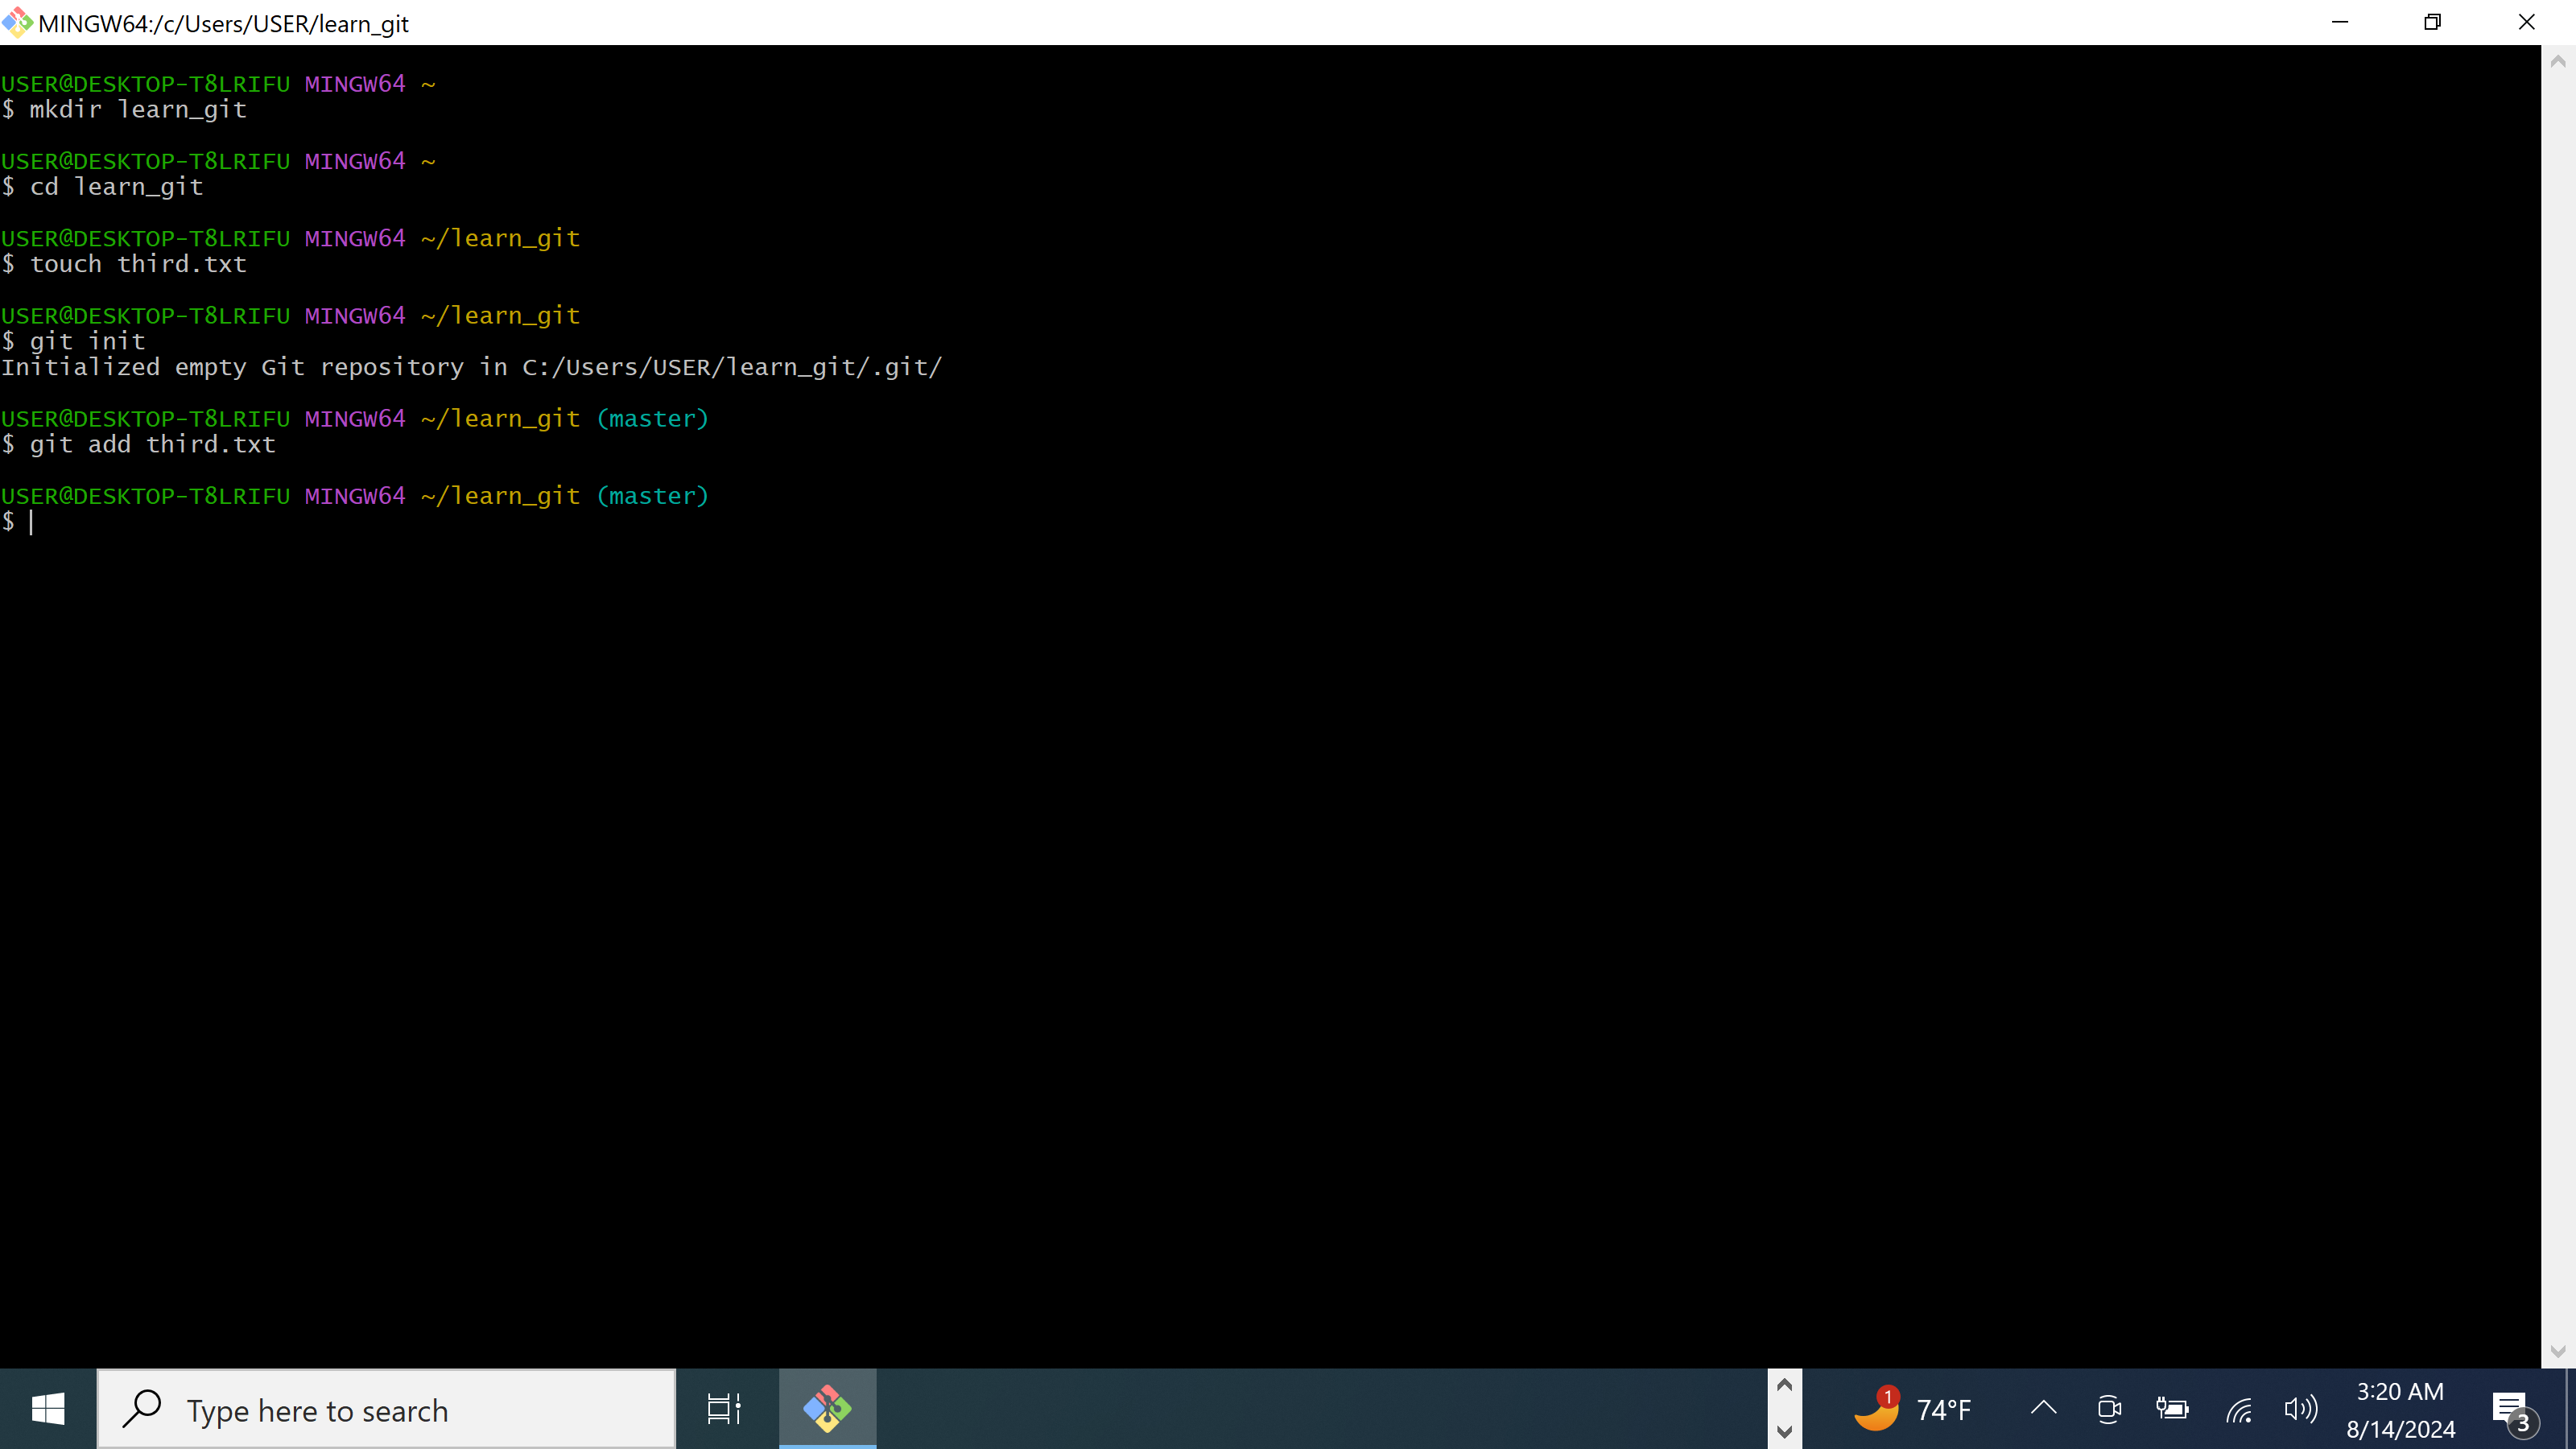 MINGW64:/c/Users/USER/learn_git
USER@DESKTOP-T8LRIFU MINGW64 ~
$ mkdir learn_git
USER@DESKTOP-T8LRIFU MINGW64 ~
$ cd learn_git
USER@DESKTOP-T8LRIFU MINGW64 ~/learn_git
$ touch third.txt
USER@DESKTOP-T8LRIFU MINGW64 ~/learn_git
$ git init
Initialized empty Git repository in C:/Users/USER/learn_git/.git/
USER@DESKTOP-T8LRIFU MINGW64 ~/learn_git (master)
$ git add third.txt
USER@DESKTOP-T8LRIFU MINGW64 ~/learn_git (master)
$
Type here to search
1
74°F
3:20 AM
8/14/2024
3